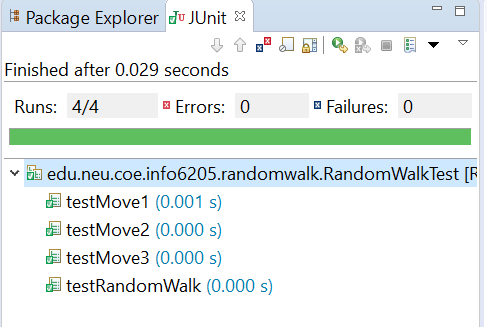 Package Explorer JUnit
Finished after 0.029 seconds
Runs: 4/4 Errors: 0 Failures: 0
edu.neu.coe.info6205.randomwalk.RandomWalkTest [R
testMove1 (0.001 s)
testMove2 (0.000 s)
testMove3 (0.000 s)
testRandomWalk (0.000 s)